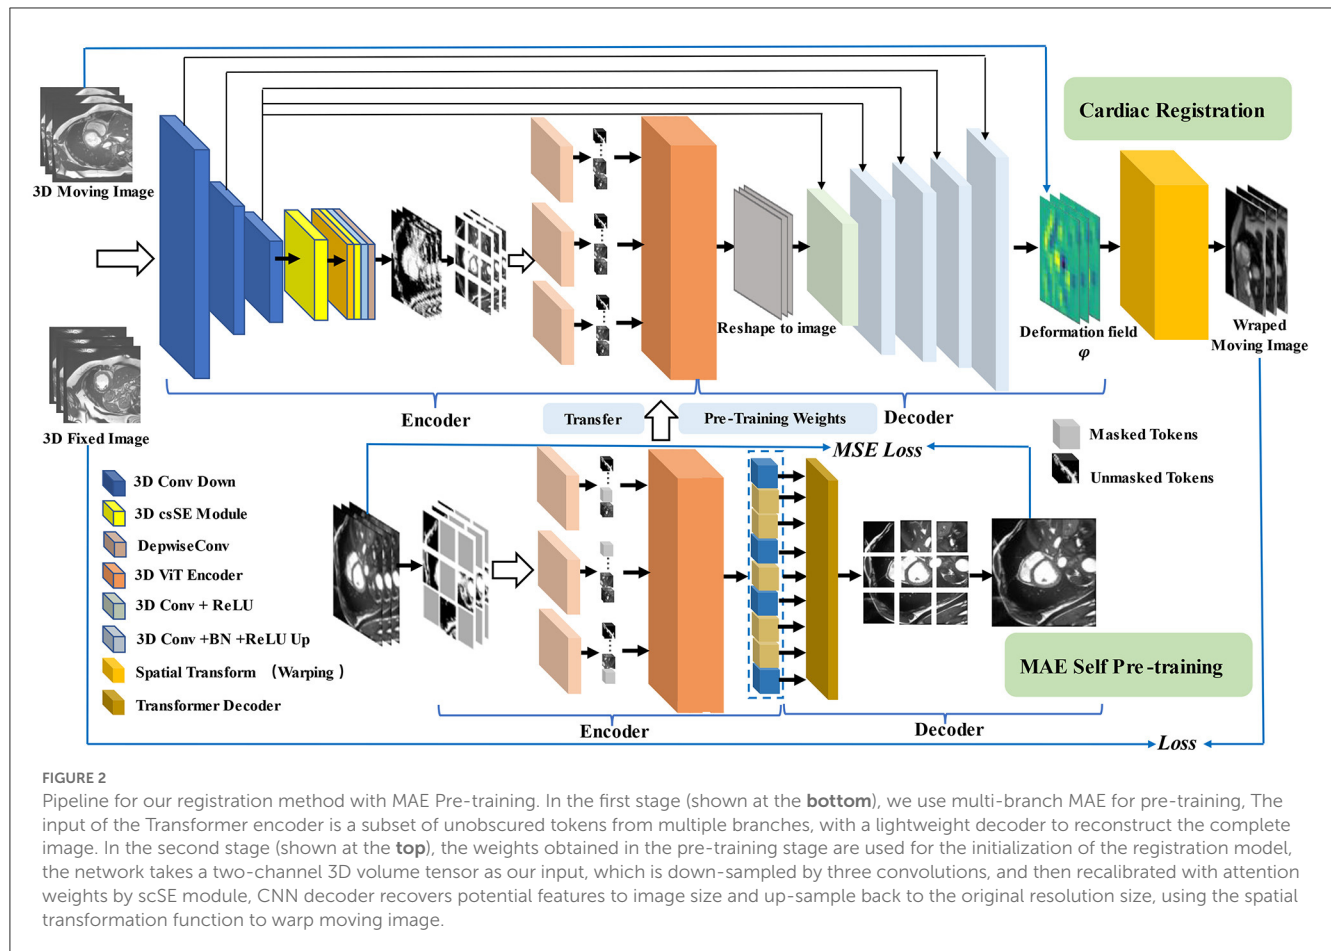 Cardiac Registration
3D Moving Image
Reshape to image
Deformation field
φ
Wraped
Moving Image
Encoder
Decoder
3D Fixed Image
Transfer
Pre-Training Weights
MSE Loss
Masked Tokens
Unmasked Tokens
3D Conv Down
3D csSE Module
DepwiseConv
3D ViT Encoder
3D Conv + ReLU
3D Conv +BN +ReLU Up
Spatial Transform （Warping）
Transformer Decoder
MAE Self Pre-training
Encoder
Decoder
Loss
FIGURE 2
Pipeline for our registration method with MAE Pre-training. In the first stage (shown at the bottom), we use multi-branch MAE for pre-training, The
input of the Transformer encoder is a subset of unobscured tokens from multiple branches, with a lightweight decoder to reconstruct the complete
image. In the second stage (shown at the top), the weights obtained in the pre-training stage are used for the initialization of the registration model,
the network takes a two-channel 3D volume tensor as our input, which is down-sampled by three convolutions, and then recalibrated with attention
weights by scSE module, CNN decoder recovers potential features to image size and up-sample back to the original resolution size, using the spatial
transformation function to warp moving image.